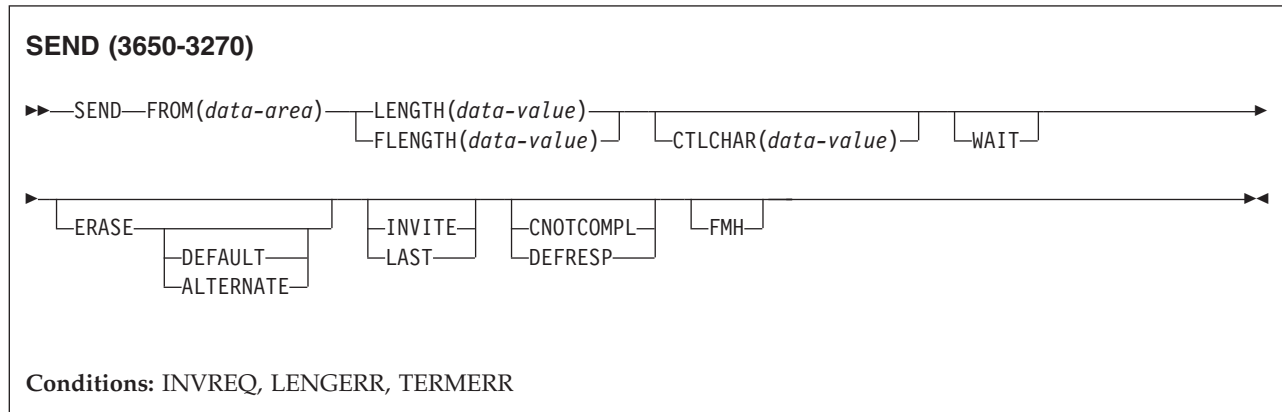 SEND (3650-3270)
SEND FROM(data-area) LENGTH(data-value)
FLENGTH(data-value) CTLCHAR(data-value) WAIT
ERASE INVITE CNOTCOMPL FMH
DEFAULT LAST DEFRESP
ALTERNATE
Conditions: INVREQ, LENGERR, TERMERR